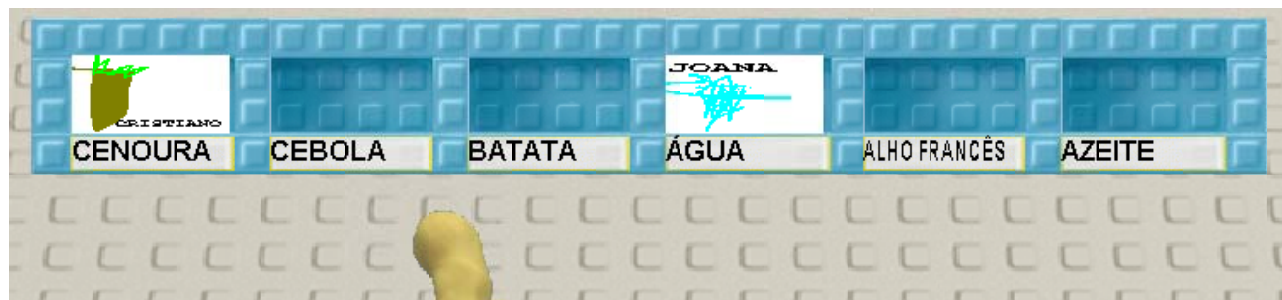 CRISTIANO
JOANA
CENOURA
CEBOLA
BATATA
ÁGUA
ALHO FRANCÊS
AZEITE